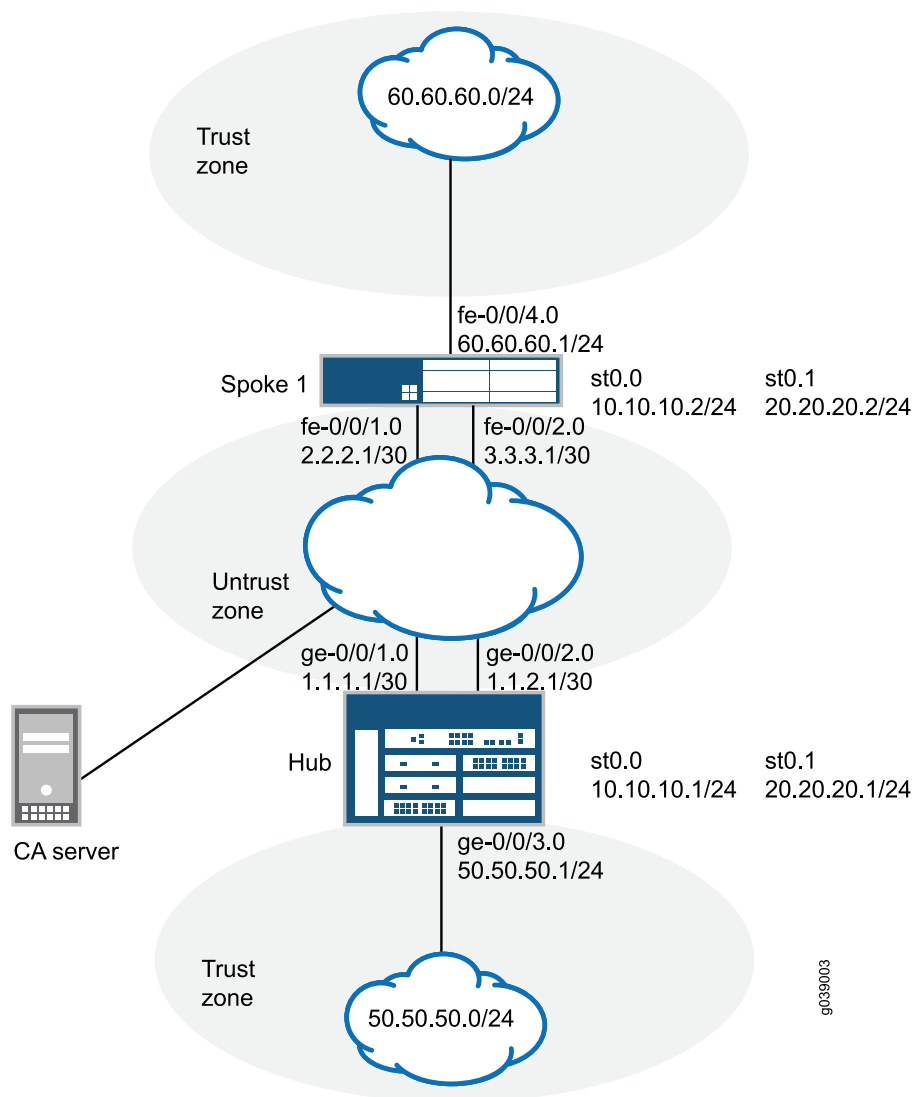 60.60.60.0/24
Trust
zone
fe-0/0/4.0
60.60.60.1/24
Spoke 1
st0.0
10.10.10.2/24
st0.1
20.20.20.2/24
fe-0/0/1.0
2.2.2.1/30
fe-0/0/2.0
3.3.3.1/30
Untrust
zone
ge-0/0/1.0
1.1.1.1/30
ge-0/0/2.0
1.1.2.1/30
Hub
st0.0
10.10.10.1/24
st0.1
20.20.20.1/24
CA server
ge-0/0/3.0
50.50.50.1/24
Trust
zone
50.50.50.0/24
g039003